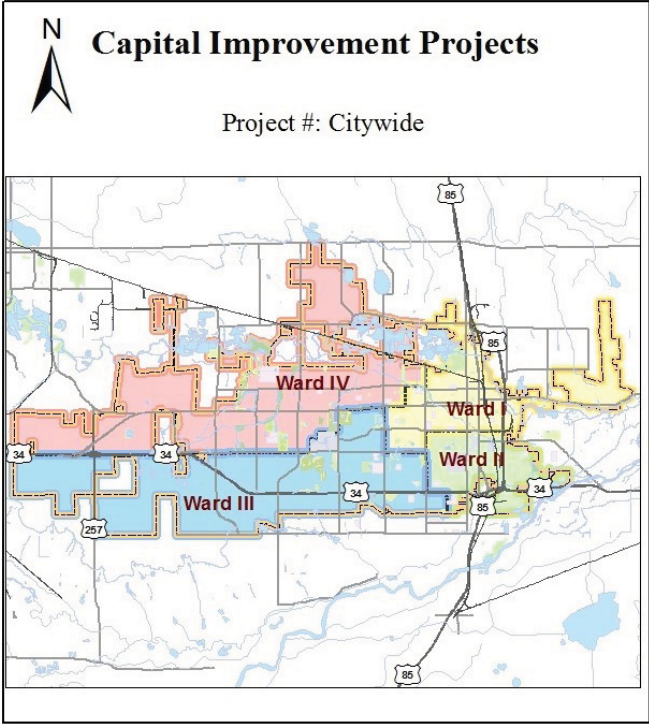 N
Capital Improvement Projects
Project #: Citywide
85
85
Ward IV
Ward I
34
34
Ward II
34
34
Ward III
85
257
85